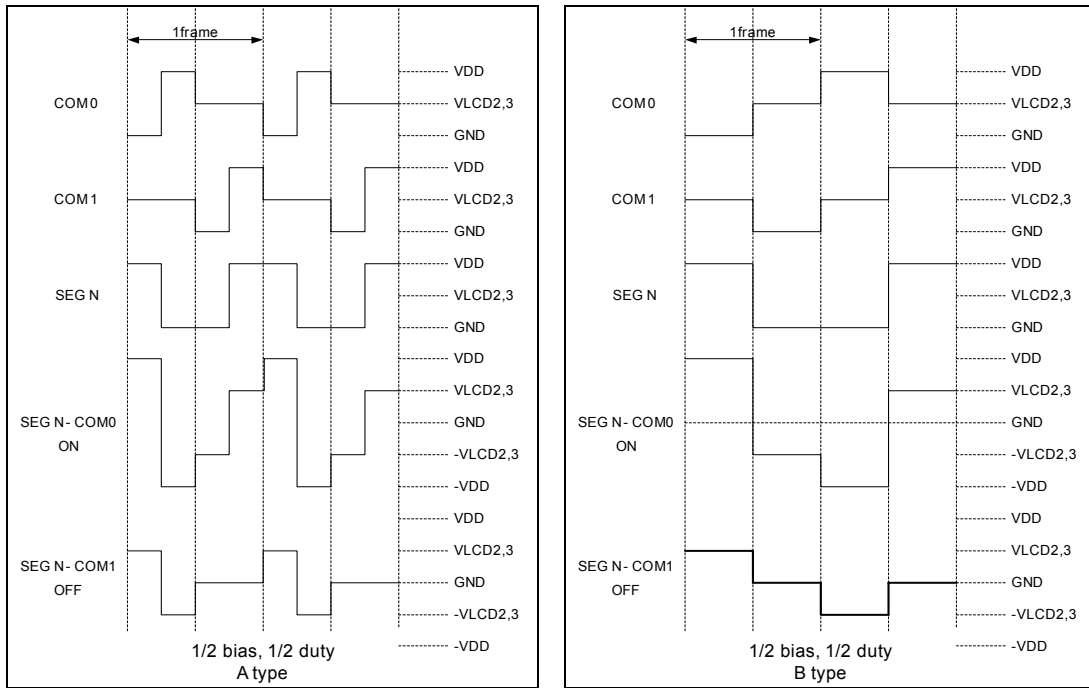 1frame
VDD
COM0
VLCD2,3
GND
VDD
COM1
VLCD2,3
GND
VDD
SEG N
VLCD2,3
GND
VDD
VLCD2,3
SEG N- COM0
ON
GND
-VLCD2,3
-VDD
VDD
VLCD2,3
SEG N- COM1
OFF
GND
-VLCD2,3
-VDD
1/2 bias, 1/2 duty
A type
1frame
VDD
COM0
VLCD2,3
GND
VDD
COM1
VLCD2,3
GND
VDD
SEG N
VLCD2,3
GND
VDD
VLCD2,3
SEG N- COM0
ON
GND
-VLCD2,3
-VDD
VDD
VLCD2,3
SEG N- COM1
OFF
GND
-VLCD2,3
-VDD
1/2 bias, 1/2 duty
B type